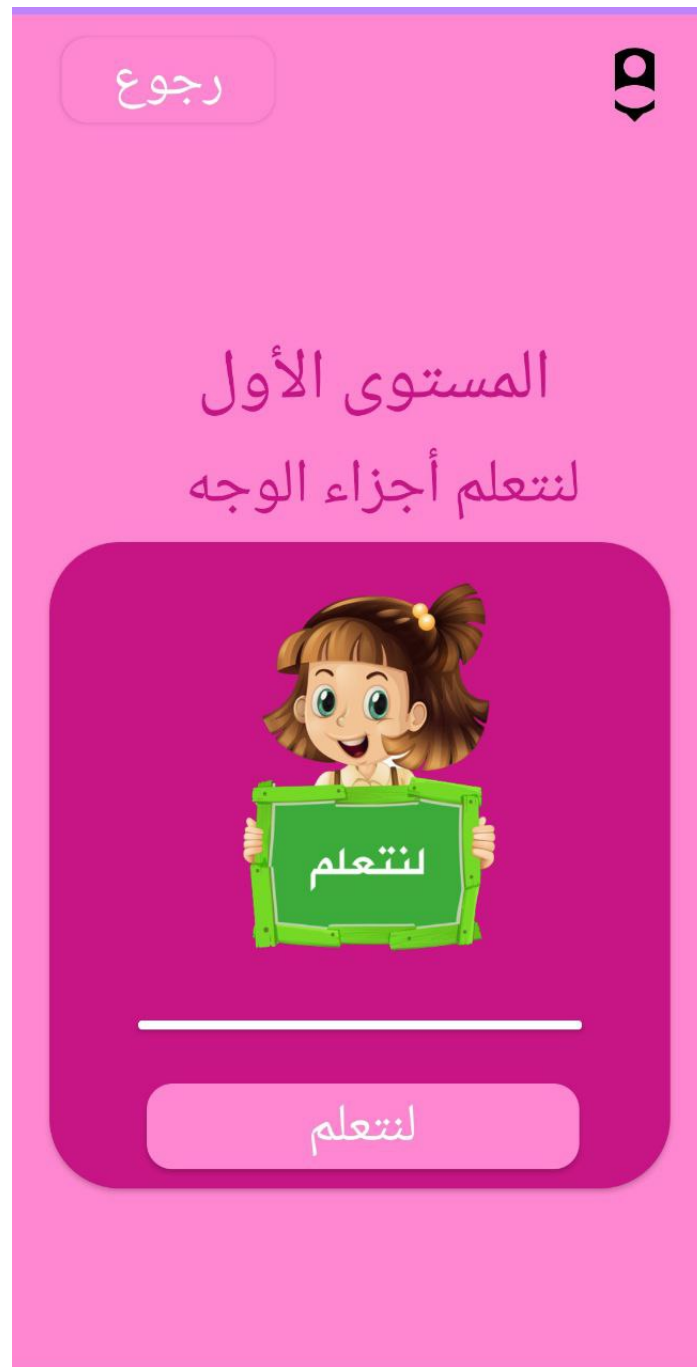 رجوع
المستوى الأول
لنتعلم أجزاء الوجه
لنتعلم
لنتعلم